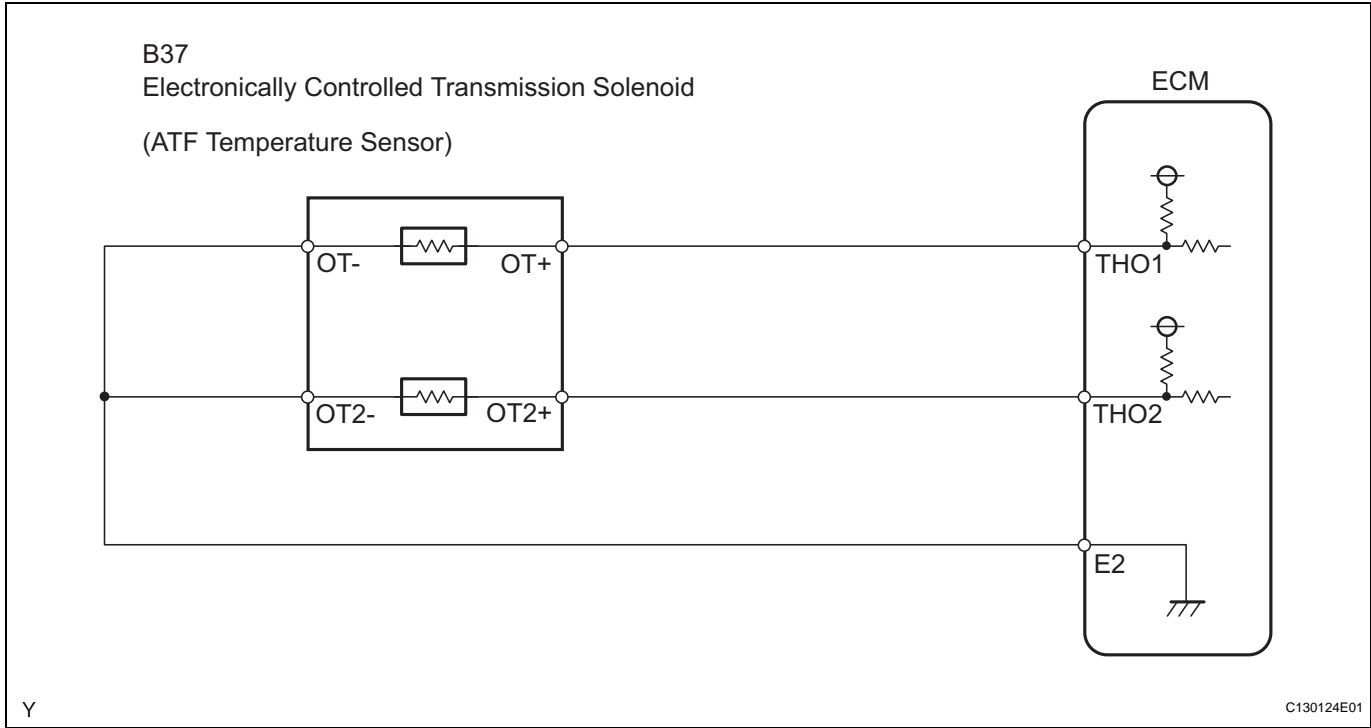 B37
Electronically Controlled Transmission Solenoid
(ATF Temperature Sensor)
ECM
OT-
OT+
THO1
OT2-
OT2+
THO2
E2
Y
C130124E01